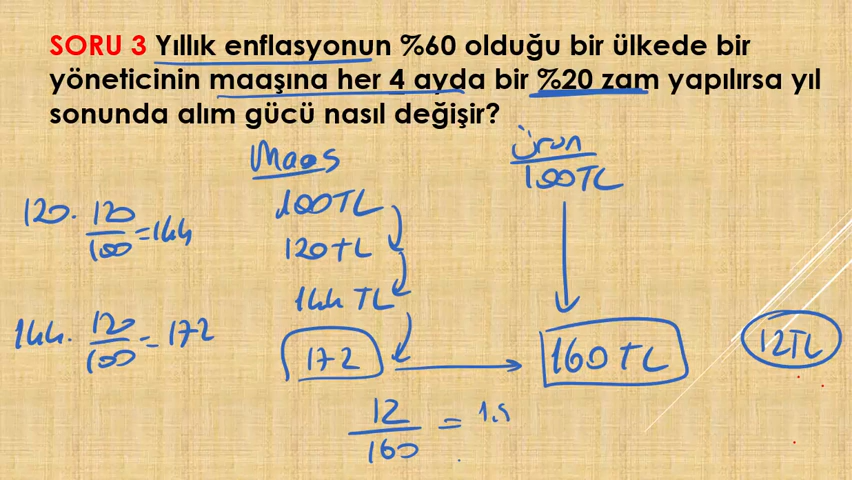 SORU 3 Yıllık enflasyonun %60 olduğu bir ülkede bir
yöneticinin maaşına her 4 ayda bir %20 zam yapılırsa yıl
sonunda alım gücü nasıl değişir?
Maaş
Ürün
100TL
100TL
120TL
144 TL
172
160 TL
120. 120/100 = 144
144. 120/100 = 172
12TL
12/160 =